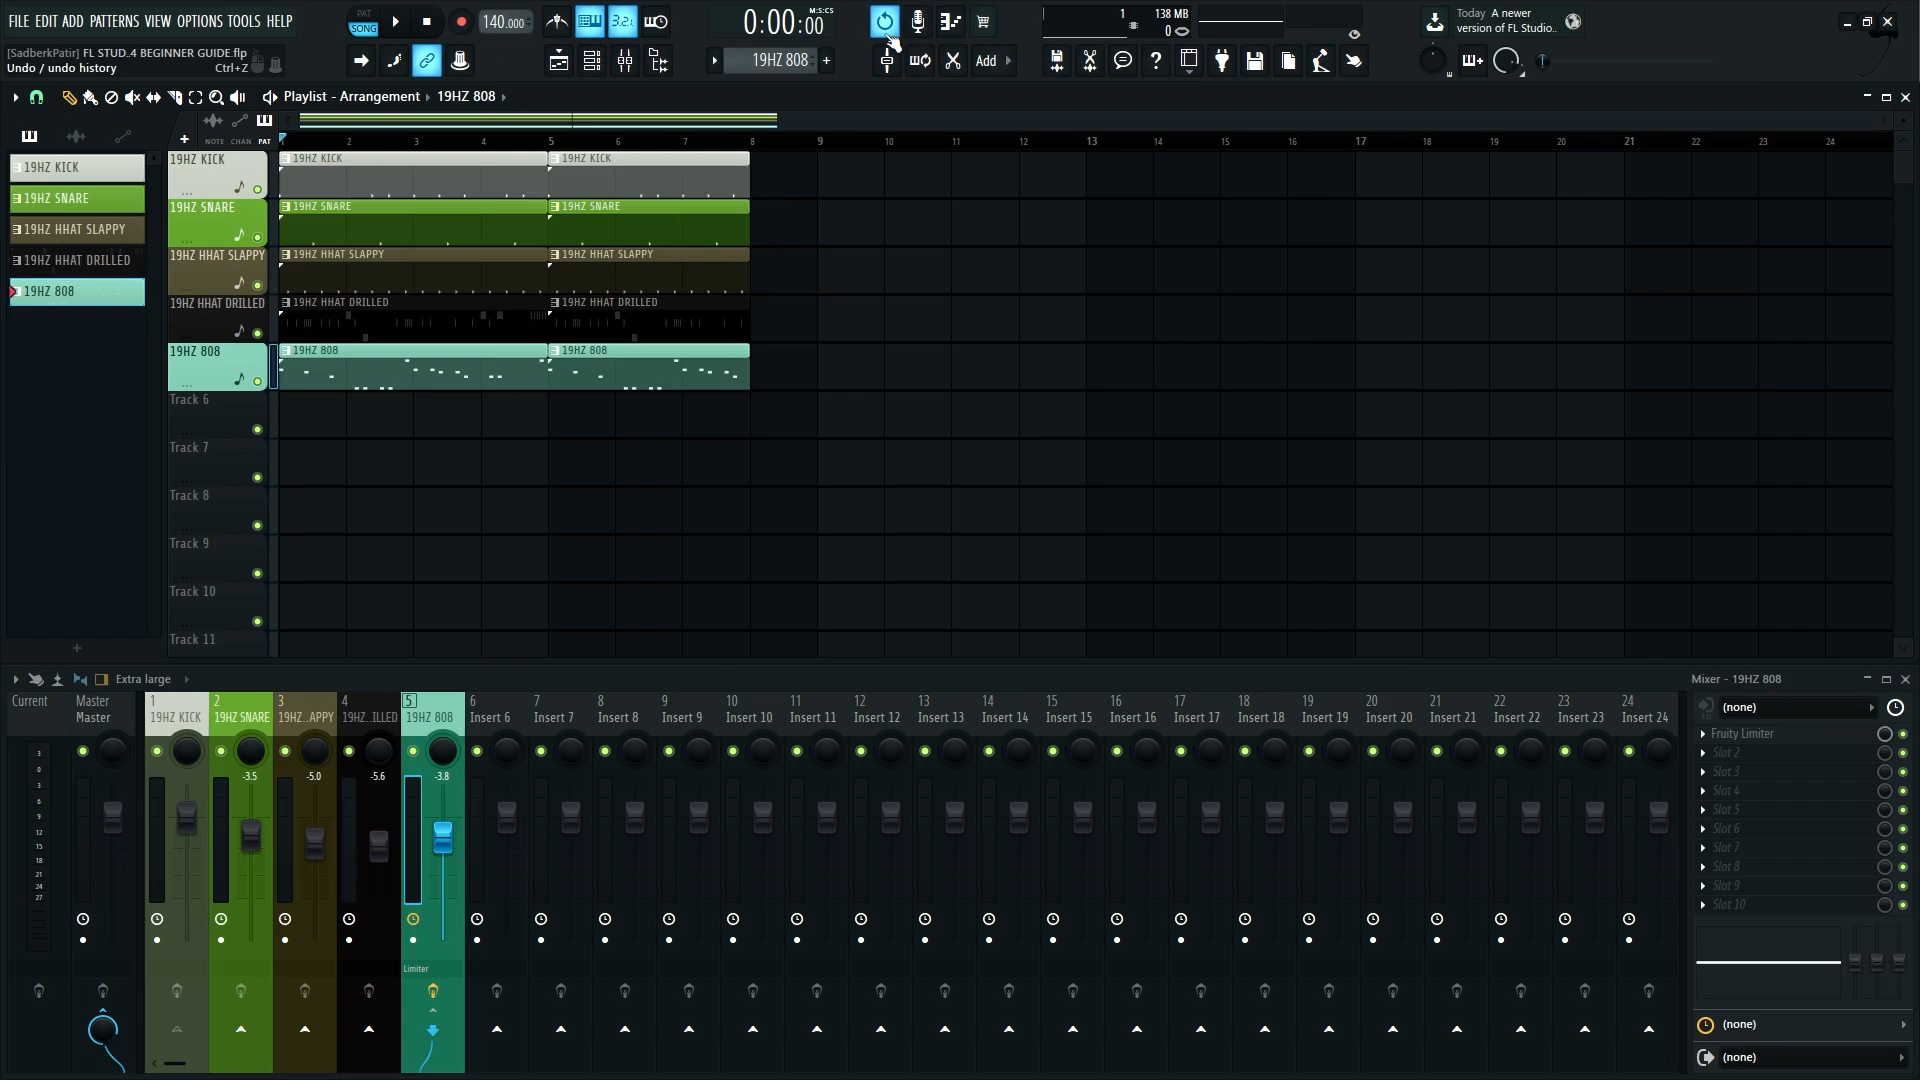 FILE EDIT ADD PATTERNS VIEW OPTIONS TOOLS HELP
PAT
SONG
140.000
3.2.
0:00:00
M:S:CS
1
138 MB
0
Today A newer
version of FL Studio..
[SadberkPatir] FL STUD..4 BEGINNER GUIDE.flp
Undo / undo history
Ctrl+Z
19HZ 808
+
Add
?
Playlist - Arrangement
19HZ 808
NOTE CHAN PAT
1 2 3 4 5 6 7 8 9 10 11 12 13 14 15 16 17 18 19 20 21 22 23 24
19HZ KICK
19HZ SNARE
19HZ HHAT SLAPPY
19HZ HHAT DRILLED
19HZ 808
19HZ KICK
19HZ KICK
19HZ KICK
19HZ SNARE
19HZ SNARE
19HZ SNARE
19HZ HHAT SLAPPY
19HZ HHAT SLAPPY
19HZ HHAT SLAPPY
19HZ HHAT DRILLED
19HZ HHAT DRILLED
19HZ HHAT DRILLED
19HZ 808
19HZ 808
19HZ 808
Track 6
Track 7
Track 8
Track 9
Track 10
Track 11
Extra large
Mixer - 19HZ 808
Current
Master
1 2 3 4 5 6 7 8 9 10 11 12 13 14 15 16 17 18 19 20 21 22 23 24
Master
19HZ KICK
19HZ SNARE
19HZ...APPY
19HZ...ILLED
19HZ 808
Insert 6
Insert 7
Insert 8
Insert 9
Insert 10
Insert 11
Insert 12
Insert 13
Insert 14
Insert 15
Insert 16
Insert 17
Insert 18
Insert 19
Insert 20
Insert 21
Insert 22
Insert 23
Insert 24
-3.5
-5.0
-5.6
-3.8
3
0
3
6
9
12
15
18
21
24
27
Limiter
(none)
Fruity Limiter
Slot 2
Slot 3
Slot 4
Slot 5
Slot 6
Slot 7
Slot 8
Slot 9
Slot 10
(none)
(none)